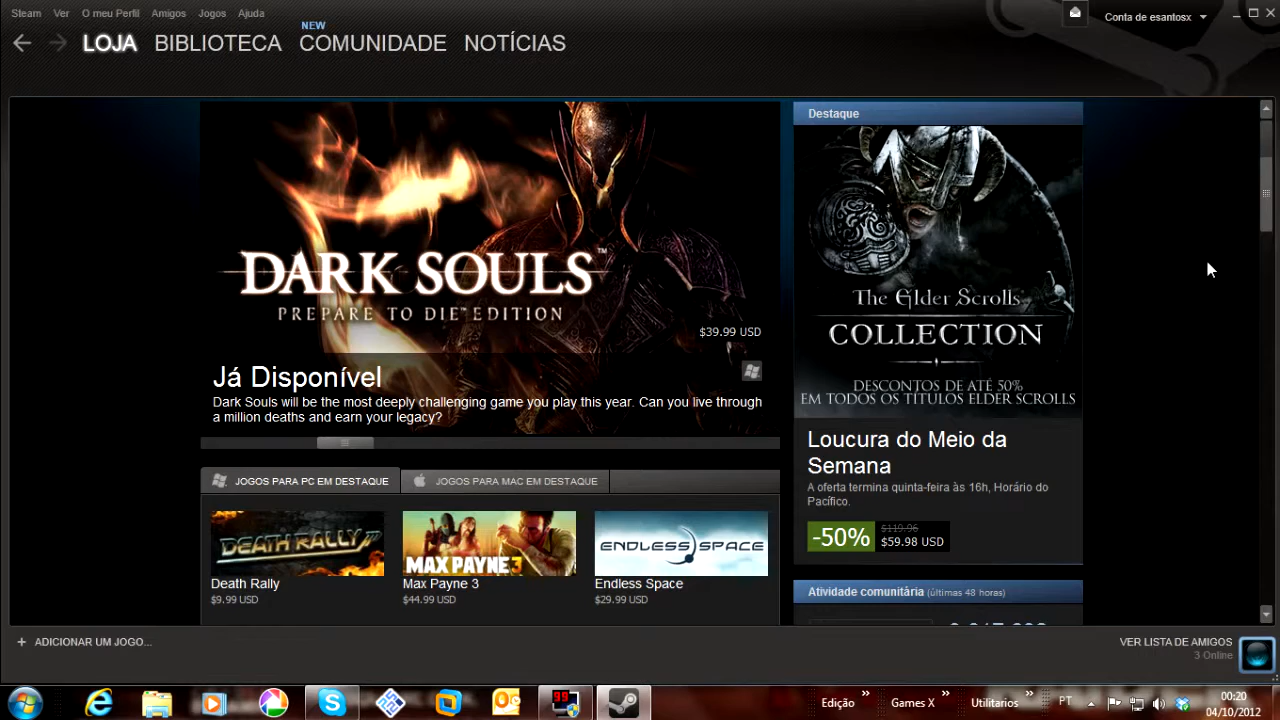 Steam Ver O meu Perfil Amigos Jogos Ajuda
Conta de esantosx
NEW
LOJA BIBLIOTECA COMUNIDADE NOTÍCIAS
DARK SOULS™
PREPARE TO DIE™ EDITION
$39.99 USD
Já Disponível
Dark Souls will be the most deeply challenging game you play this year. Can you live through
a million deaths and earn your legacy?
JOGOS PARA PC EM DESTAQUE JOGOS PARA MAC EM DESTAQUE
DEATH RALLY
Death Rally
$9.99 USD
MAX PAYNE 3
Max Payne 3
$44.99 USD
ENDLESS SPACE
Endless Space
$29.99 USD
Destaque
The Elder Scrolls
COLLECTION
DESCONTOS DE ATÉ 50%
EM TODOS OS TÍTULOS ELDER SCROLLS
Loucura do Meio da
Semana
A oferta termina quinta-feira às 16h, Horário do
Pacífico.
-50%
$119.96
$59.98 USD
Atividade comunitária (últimas 48 horas)
+ ADICIONAR UM JOGO...
VER LISTA DE AMIGOS
3 Online
99
Edição » Games X » Utilitarios » PT
00:20
04/10/2012